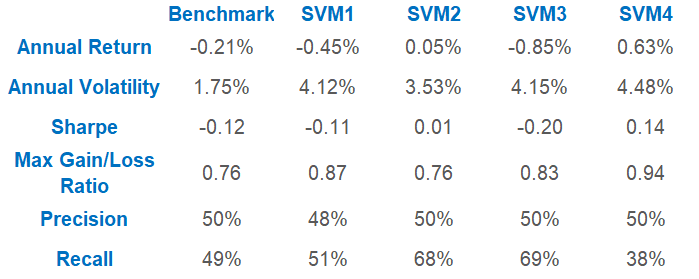 Benchmark SVM1 SVM2 SVM3 SVM4
Annual Return -0.21% -0.45% 0.05% -0.85% 0.63%
Annual Volatility 1.75% 4.12% 3.53% 4.15% 4.48%
Sharpe -0.12 -0.11 0.01 -0.20 0.14
Max Gain/Loss
Ratio 0.76 0.87 0.76 0.83 0.94
Precision 50% 48% 50% 50% 50%
Recall 49% 51% 68% 69% 38%